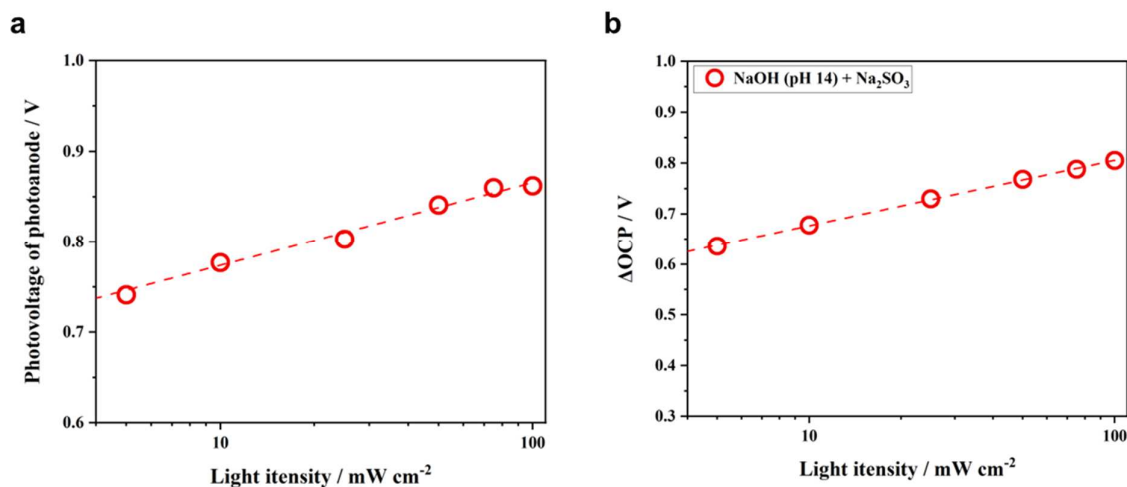 a
1.0
0.9
0.8
0.7
0.6
Photovoltage of photoanode / V
10
100
Light itensity / mW cm⁻²
b
NaOH (pH 14) + Na₂SO₃
1.0
0.9
0.8
0.7
0.6
0.5
0.4
0.3
ΔOCP / V
10
100
Light itensity / mW cm⁻²